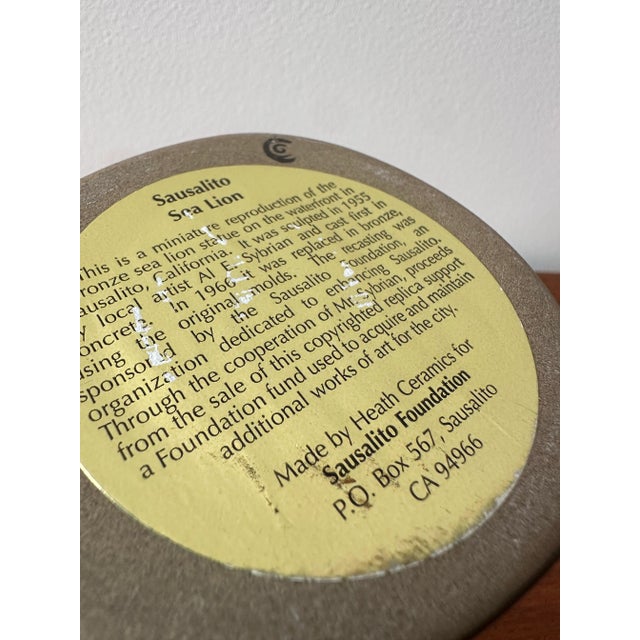 Sausalito
Sea Lion
This is a miniature reproduction of the
bronze sea lion statue on the waterfront in
Sausalito, California. It was sculpted in 1955
by local artist Al Sybrian and cast first in
concrete. In 1966 it was replaced in bronze,
using the original molds. The recasting was
sponsored by the Sausalito Foundation, an
organization dedicated to enhancing Sausalito.
Through the cooperation of Mr. Sybrian, proceeds
from the sale of this copyrighted replica support
a Foundation fund used to acquire and maintain
additional works of art for the city.
Made by Heath Ceramics for
Sausalito Foundation
P.O. Box 567, Sausalito
CA 94966